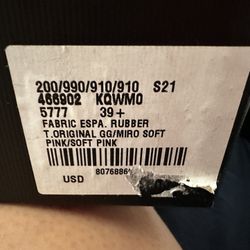 200/990/910/910 S21
466902 KQWM0
5777 39+
FABRIC ESPA. RUBBER
T.ORIGINAL GG/MIRO SOFT
PINK/SOFT PINK
USD